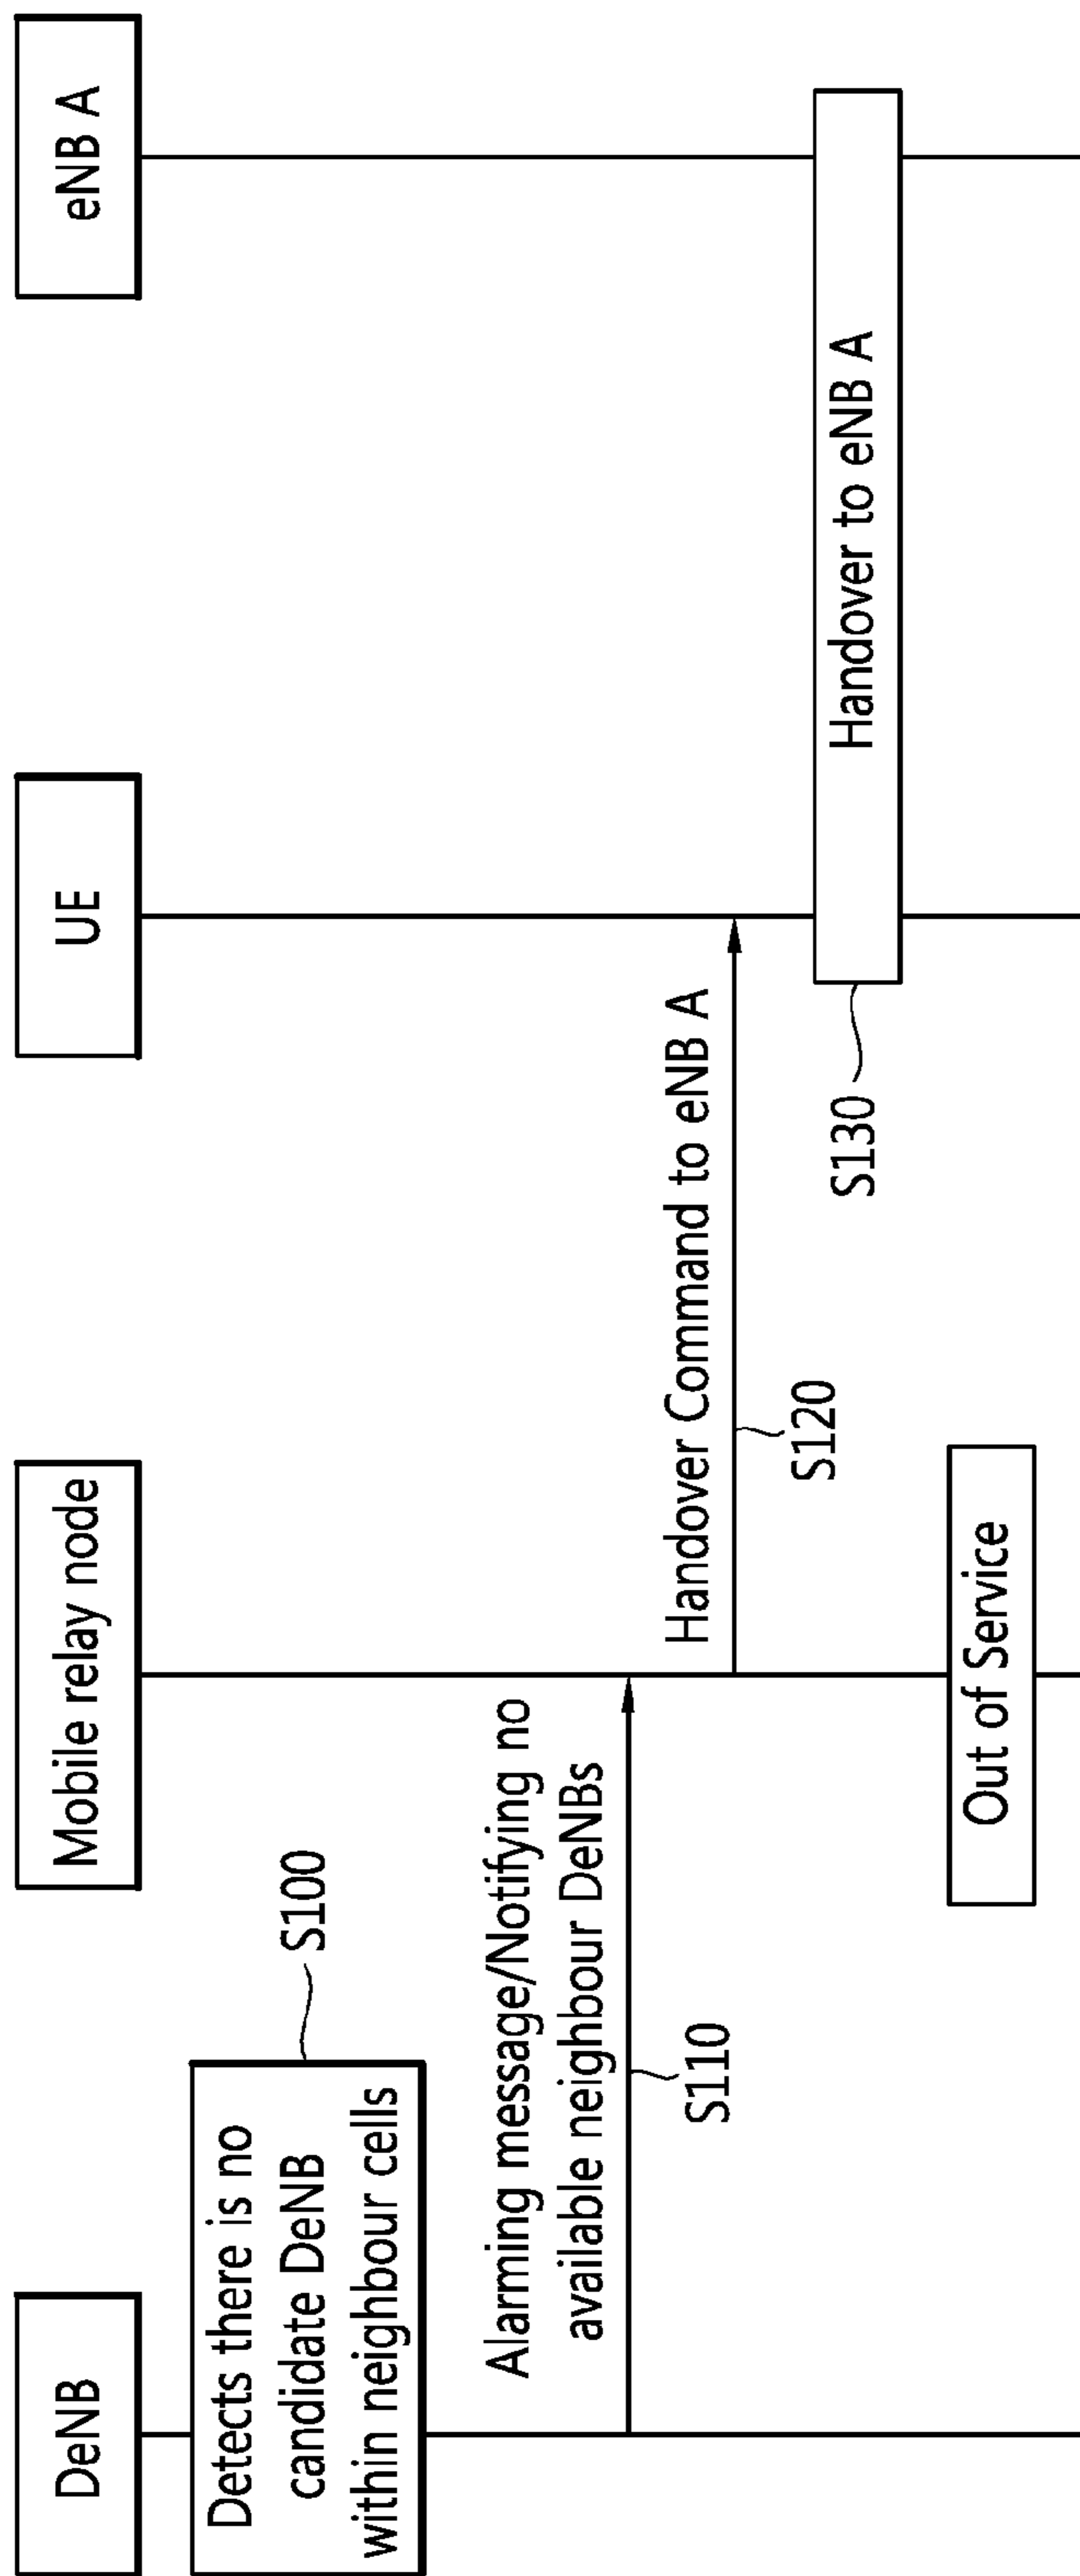 DeNB
Mobile relay node
UE
eNB A
Detects there is no
candidate DeNB
within neighbour cells
S100
Alarming message/Notifying no
available neighbour DeNBs
S110
Handover Command to eNB A
S120
Handover to eNB A
S130
Out of Service